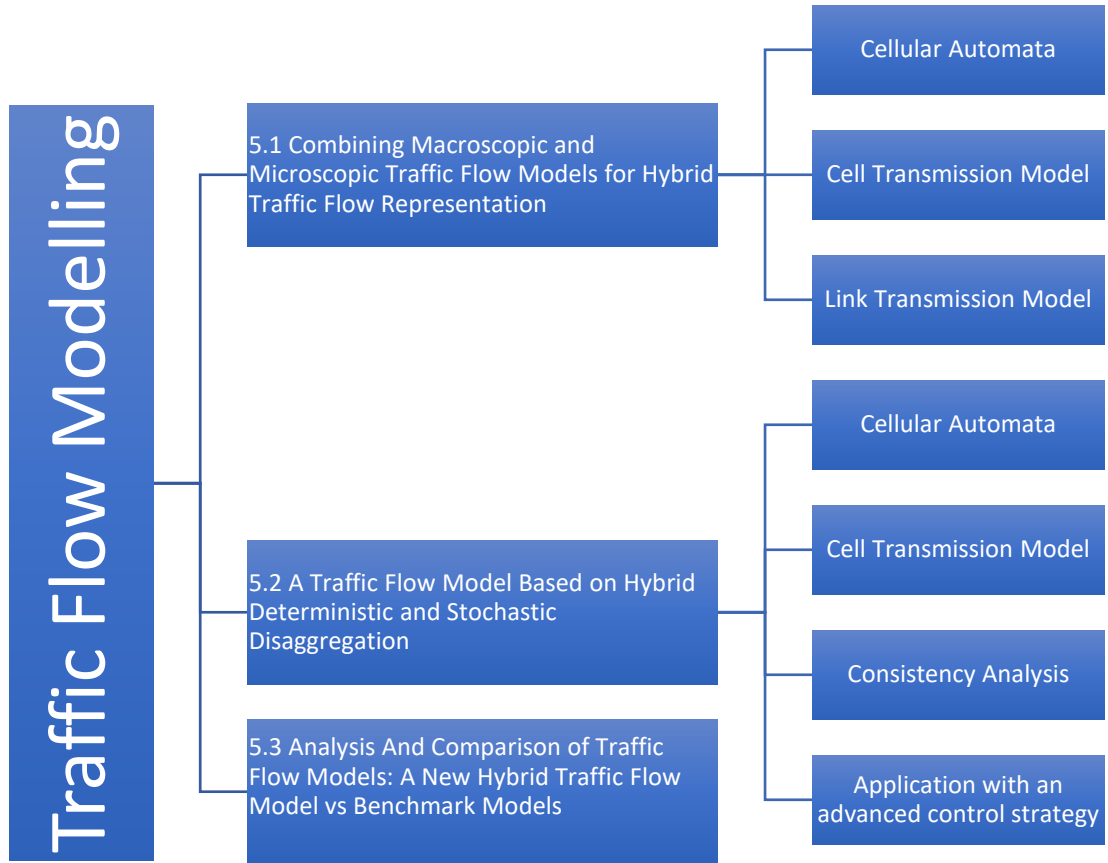 Traffic Flow Modelling
5.1 Combining Macroscopic and
Microscopic Traffic Flow Models for Hybrid
Traffic Flow Representation
Cellular Automata
Cell Transmission Model
Link Transmission Model
5.2 A Traffic Flow Model Based on Hybrid
Deterministic and Stochastic
Disaggregation
Cellular Automata
Cell Transmission Model
Consistency Analysis
Application with an
advanced control strategy
5.3 Analysis And Comparison of Traffic
Flow Models: A New Hybrid Traffic Flow
Model vs Benchmark Models